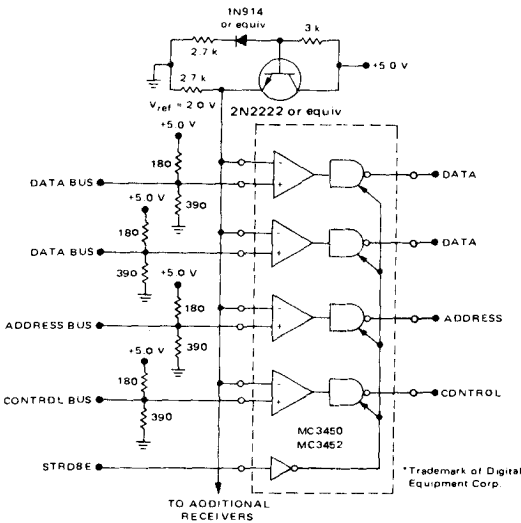 1N914
or equiv
2.7 k
3 k
+5.0 V
2.7 k
Vref = 2.0 V
2N2222 or equiv
+5.0 V
180
DATA BUS
390
DATA
+5.0 V
180
DATA BUS
390
DATA
+5.0 V
180
ADDRESS BUS
390
ADDRESS
+5.0 V
180
CONTROL BUS
390
CONTROL
MC3450
MC3452
STROBE
*Trademark of Digital
Equipment Corp.
TO ADDITIONAL
RECEIVERS
- + - + - + - +